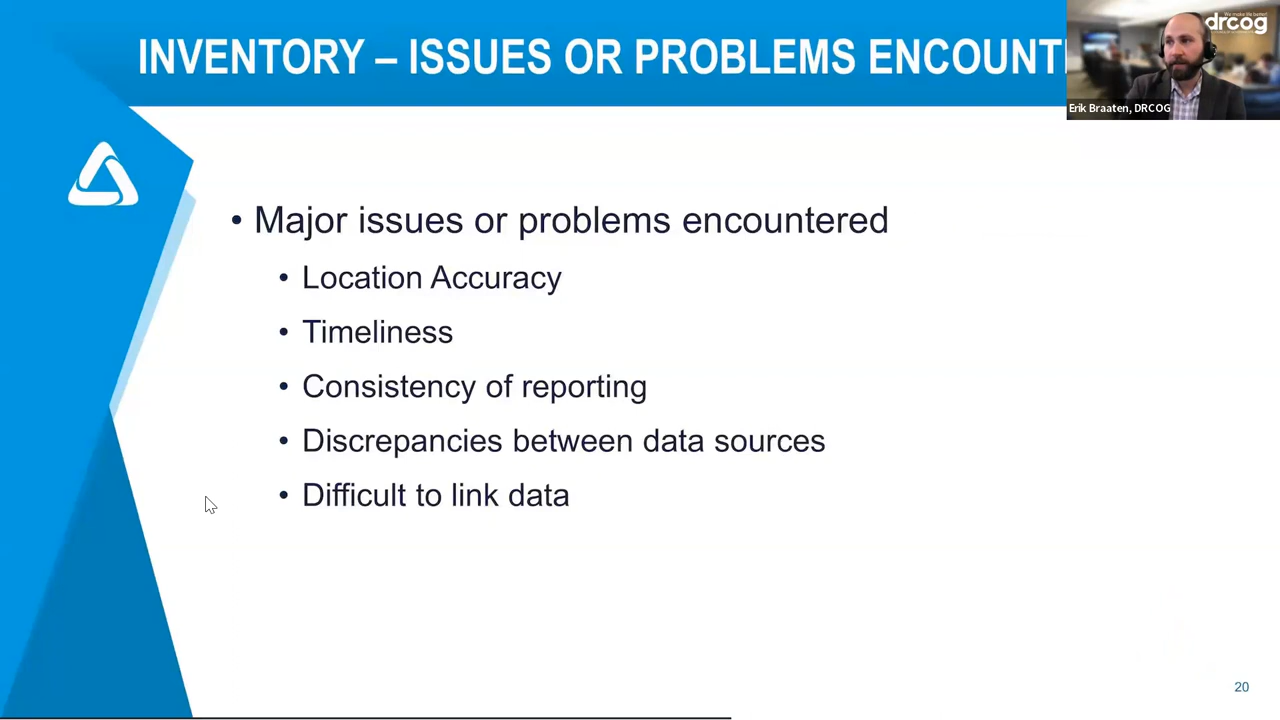 INVENTORY – ISSUES OR PROBLEMS ENCOUNT
drcog
Erik Braaten, DRCOG
• Major issues or problems encountered
• Location Accuracy
• Timeliness
• Consistency of reporting
• Discrepancies between data sources
• Difficult to link data
20